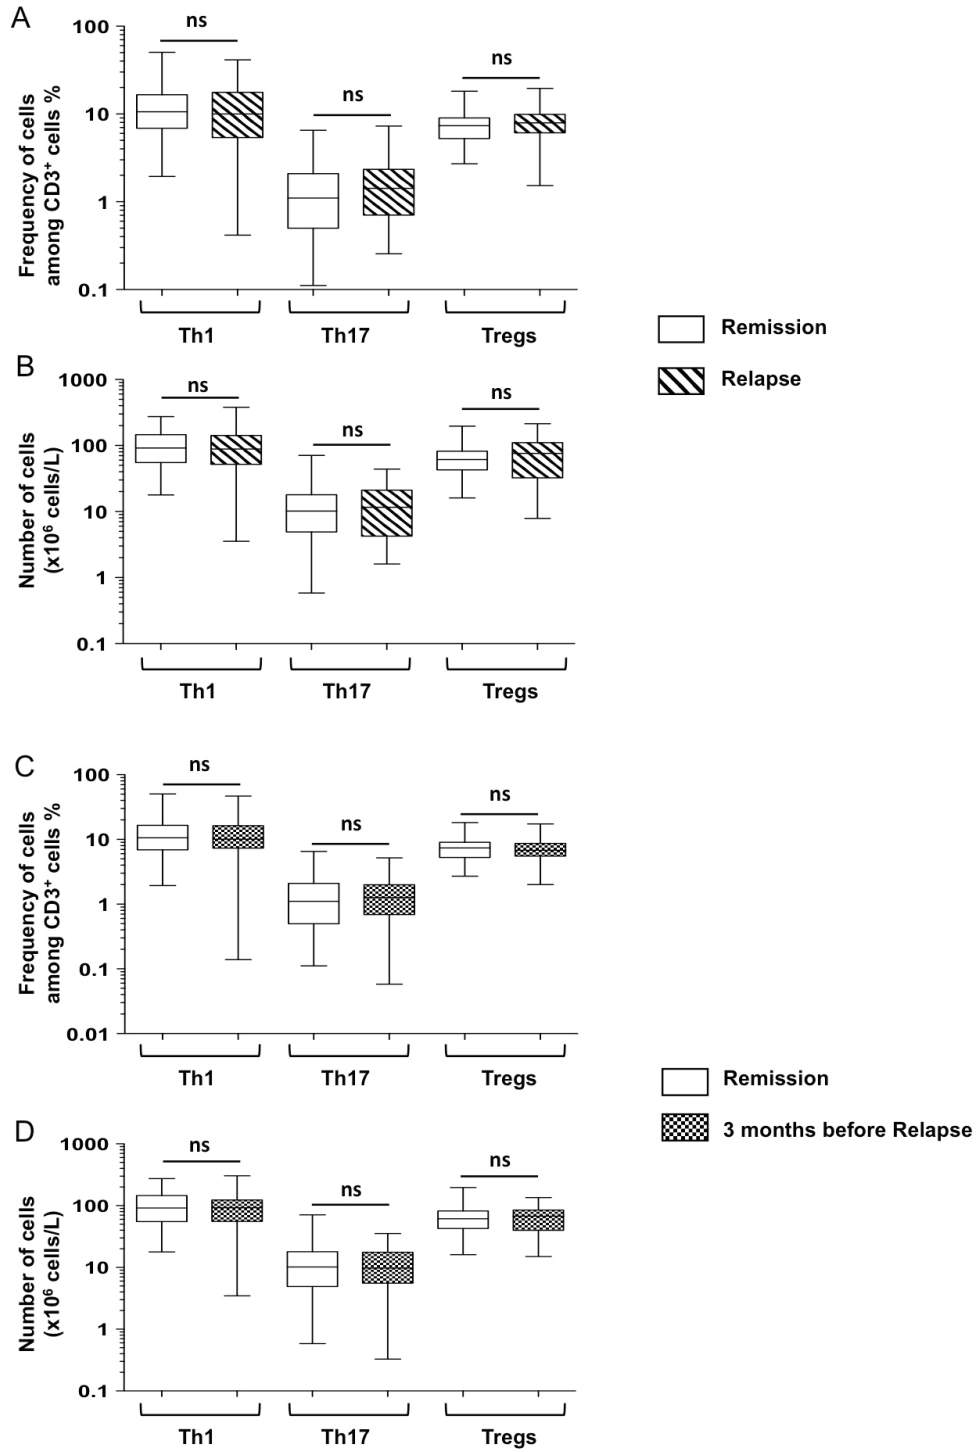 A
100
10
1
0.1
Frequency of cells
among CD3⁺ cells %
ns
ns
ns
Th1
Th17
Tregs
Remission
Relapse
B
1000
100
10
1
0.1
Number of cells
(x10⁶ cells/L)
ns
ns
ns
Th1
Th17
Tregs
C
100
10
1
0.1
0.01
Frequency of cells
among CD3⁺ cells %
ns
ns
ns
Th1
Th17
Tregs
Remission
3 months before Relapse
D
1000
100
10
1
0.1
Number of cells
(x10⁶ cells/L)
ns
ns
ns
Th1
Th17
Tregs